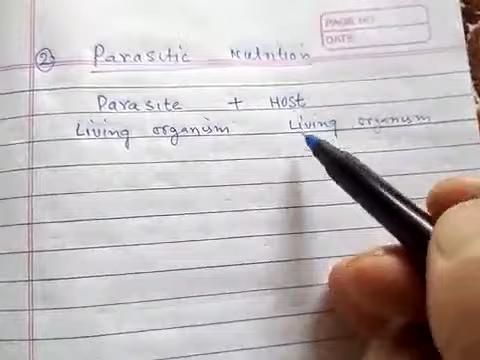 ② Parasitic Nutrition
PAGE NO.
DATE
Parasite + Host
Living organism Living organism